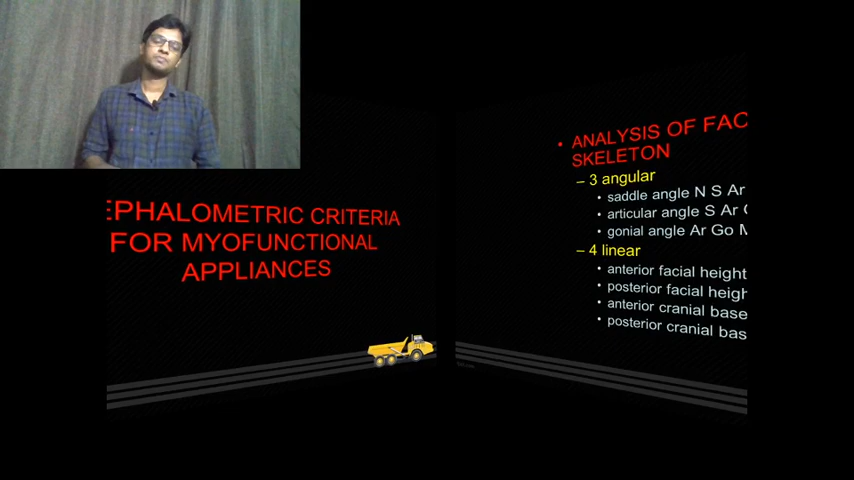 EPHALOMETRIC CRITERIA
FOR MYOFUNCTIONAL
APPLIANCES
• ANALYSIS OF FAC
SKELETON
– 3 angular
• saddle angle N S Ar
• articular angle S Ar
• gonial angle Ar Go
– 4 linear
• anterior facial height
• posterior facial heigh
• anterior cranial base
• posterior cranial bas